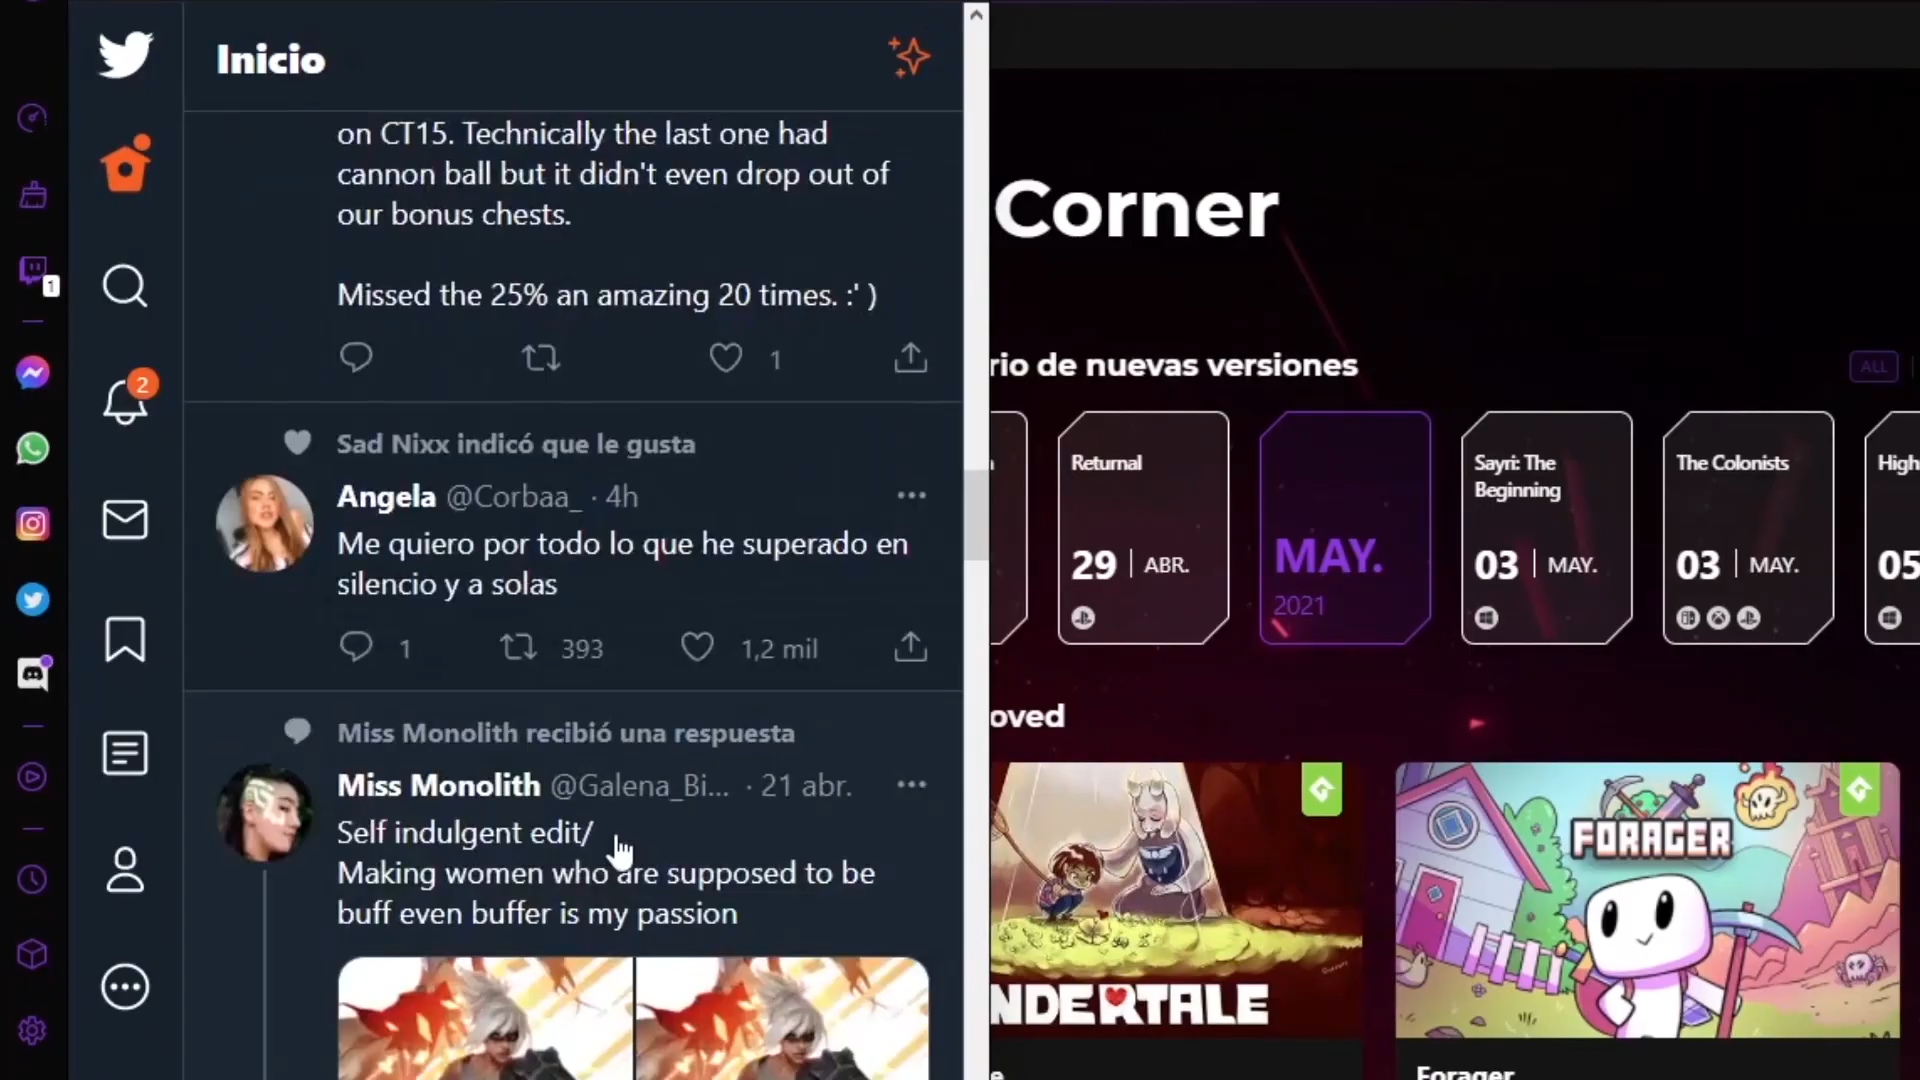 Inicio
on CT15. Technically the last one had
cannon ball but it didn't even drop out of
our bonus chests.
Missed the 25% an amazing 20 times. :' )
1
Sad Nixx indicó que le gusta
Angela @Corbaa_ · 4h
Me quiero por todo lo que he superado en
silencio y a solas
1 393 1,2 mil
Miss Monolith recibió una respuesta
Miss Monolith @Galena_Bi... · 21 abr.
Self indulgent edit/
Making women who are supposed to be
buff even buffer is my passion
1
2
Corner
rio de nuevas versiones
ALL
Returnal
29 | ABR.
MAY.
2021
Sayri: The
Beginning
03 | MAY.
The Colonists
03 | MAY.
High
05
oved
NDERTALE
FORAGER
e
Forager